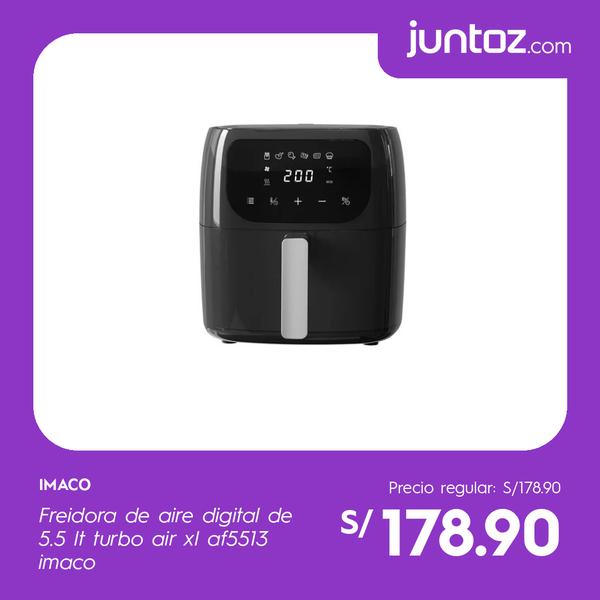 juntoz.com
200
°C
IMACO
Freidora de aire digital de
5.5 lt turbo air xl af5513
imaco
Precio regular: S/178.90
S/178.90